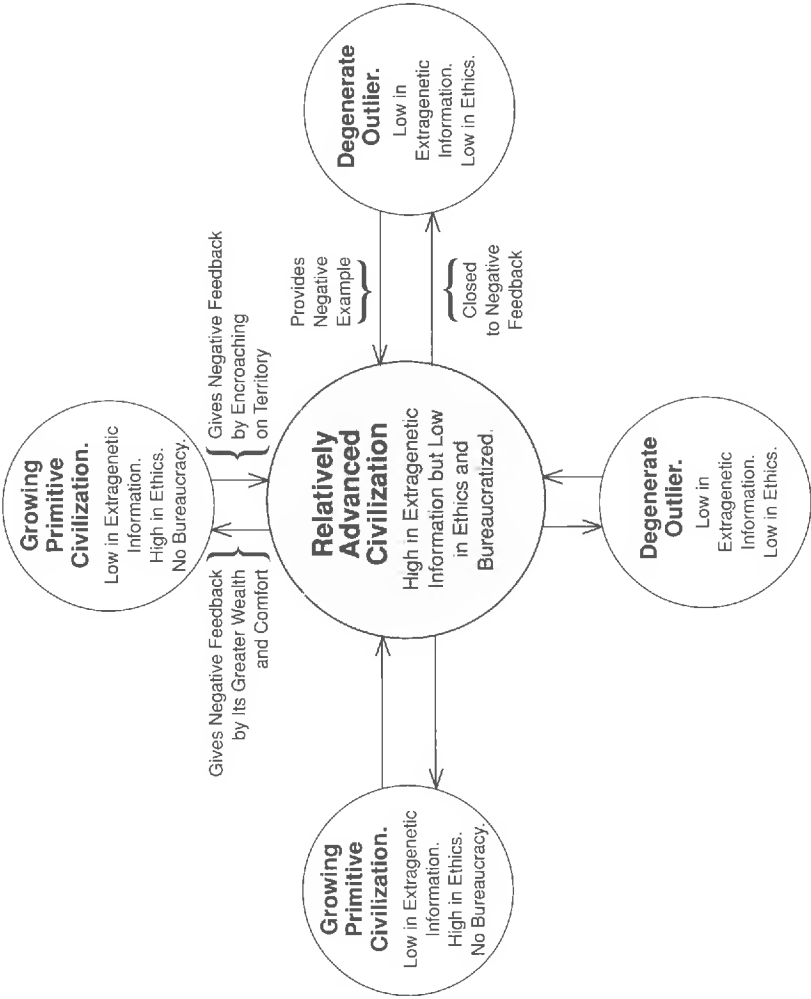 Growing
Primitive
Civilization.
Low in Extragenetic
Information.
High in Ethics.
No Bureaucracy.
Gives Negative Feedback
by Its Greater Wealth
and Comfort
Gives Negative Feedback
by Encroaching
on Territory
Growing
Primitive
Civilization.
Low in Extragenetic
Information.
High in Ethics.
No Bureaucracy.
Relatively
Advanced
Civilization
High in Extragenetic
Information but Low
in Ethics and
Bureaucratized.
Provides
Negative
Example
Closed
to Negative
Feedback
Degenerate
Outlier.
Low in
Extragenetic
Information.
Low in Ethics.
Degenerate
Outlier.
Low in
Extragenetic
Information.
Low in Ethics.